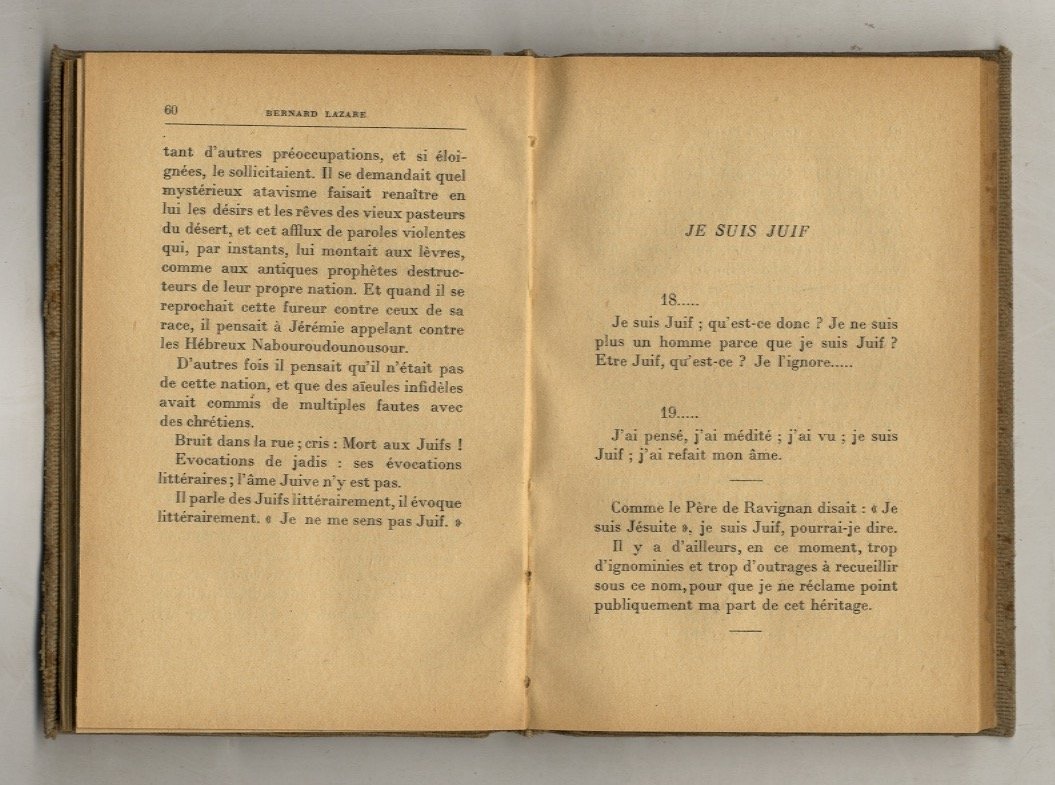 60
BERNARD LAZARE
tant d'autres préoccupations, et si éloi-
gnées, le sollicitaient. Il se demandait quel
mystérieux atavisme faisait renaître en
lui les désirs et les rêves des vieux pasteurs
du désert, et cet afflux de paroles violentes
qui, par instants, lui montait aux lèvres,
comme aux antiques prophètes destruc-
teurs de leur propre nation. Et quand il se
reprochait cette fureur contre ceux de sa
race, il pensait à Jérémie appelant contre
les Hébreux Nabouroudounousour.
D'autres fois il pensait qu'il n'était pas
de cette nation, et que des aïeules infidèles
avait commis de multiples fautes avec
des chrétiens.
Bruit dans la rue ; cris : Mort aux Juifs !
Evocations de jadis : ses évocations
littéraires ; l'âme Juive n'y est pas.
Il parle des Juifs littérairement, il évoque
littérairement. « Je ne me sens pas Juif. »
JE SUIS JUIF
18.....
Je suis Juif ; qu'est-ce donc ? Je ne suis
plus un homme parce que je suis Juif ?
Etre Juif, qu'est-ce ? Je l'ignore.....
19.....
J'ai pensé, j'ai médité ; j'ai vu ; je suis
Juif ; j'ai refait mon âme.
Comme le Père de Ravignan disait : « Je
suis Jésuite », je suis Juif, pourrai-je dire.
Il y a d'ailleurs, en ce moment, trop
d'ignominies et trop d'outrages à recueillir
sous ce nom, pour que je ne réclame point
publiquement ma part de cet héritage.